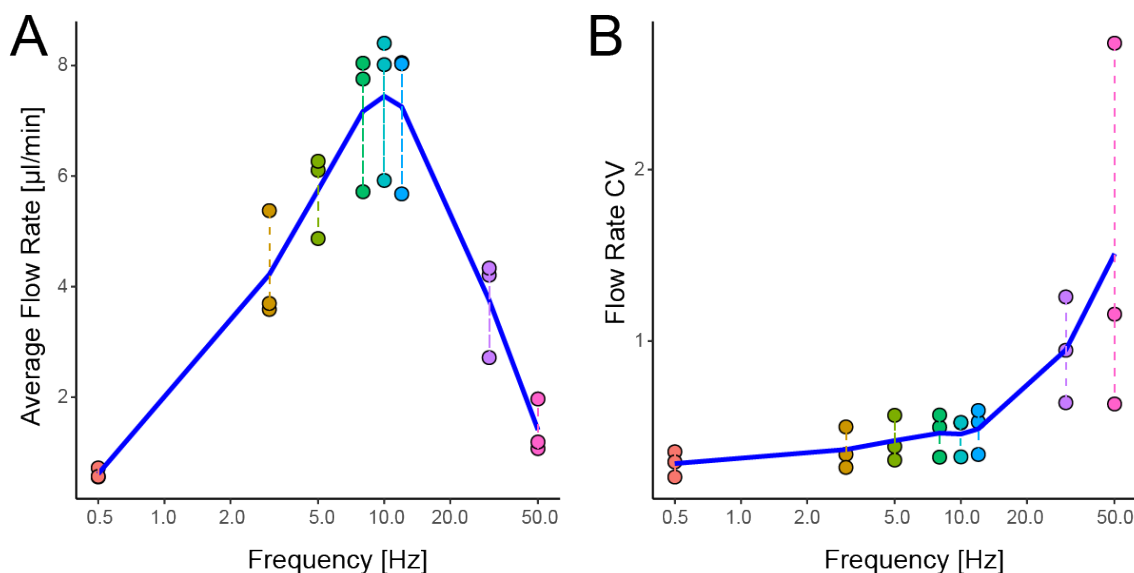 A
Average Flow Rate [µl/min]
8
6
4
2
0.5 1.0 2.0 5.0 10.0 20.0 50.0
Frequency [Hz]
B
Flow Rate CV
2
1
0.5 1.0 2.0 5.0 10.0 20.0 50.0
Frequency [Hz]